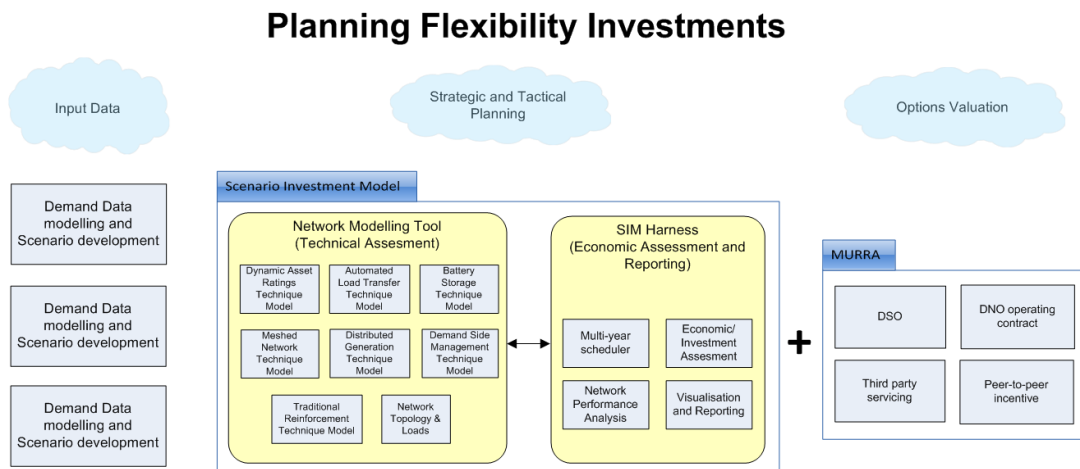 Planning Flexibility Investments
Input Data
Strategic and Tactical
Planning
Options Valuation
Demand Data
modelling and
Scenario development
Demand Data
modelling and
Scenario development
Demand Data
modelling and
Scenario development
Scenario Investment Model
Network Modelling Tool
(Technical Assesment)
Dynamic Asset
Ratings
Technique
Model
Automated
Load Transfer
Technique
Model
Battery
Storage
Technique
Model
Meshed
Network
Technique
Model
Distributed
Generation
Technique
Model
Demand Side
Management
Technique
Model
Traditional
Reinforcement
Technique Model
Network
Topology &
Loads
SIM Harness
(Economic Assessment and
Reporting)
Multi-year
scheduler
Economic/
Investment
Assesment
Network
Performance
Analysis
Visualisation
and Reporting
+
MURRA
DSO
DNO operating
contract
Third party
servicing
Peer-to-peer
incentive